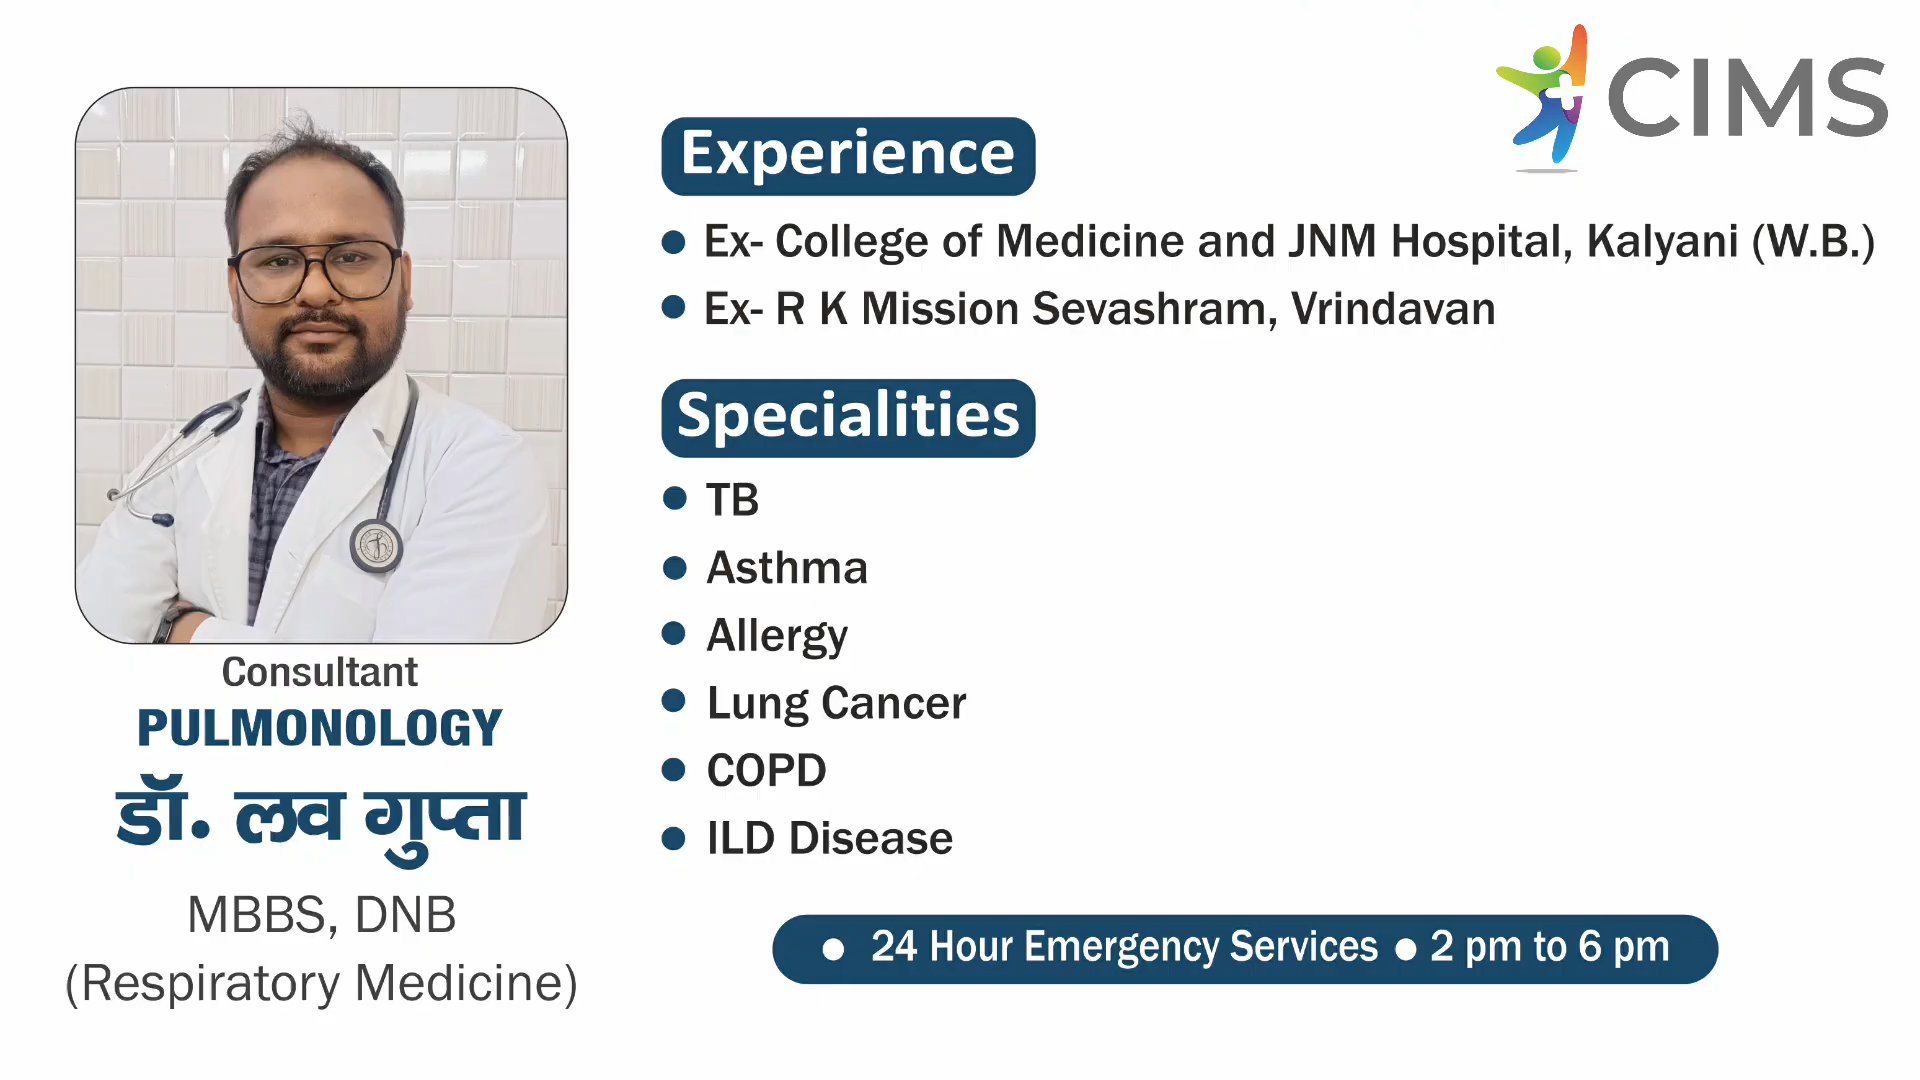 CIMS
Experience
Ex- College of Medicine and JNM Hospital, Kalyani (W.B.)
Ex- R K Mission Sevashram, Vrindavan
Specialities
TB
Asthma
Allergy
Lung Cancer
COPD
ILD Disease
Consultant
PULMONOLOGY
डॉ. लव गुप्ता
MBBS, DNB
(Respiratory Medicine)
24 Hour Emergency Services ● 2 pm to 6 pm